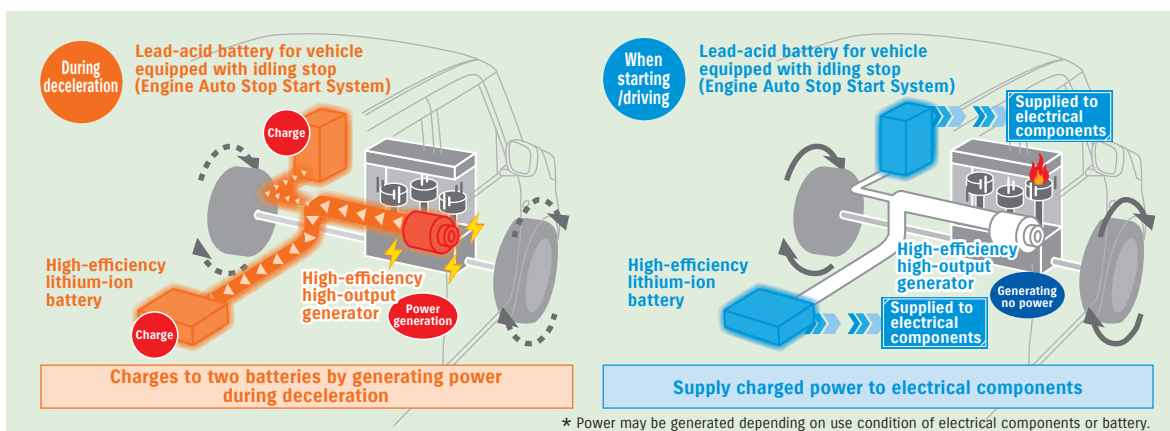 During
deceleration
Lead-acid battery for vehicle
equipped with idling stop
(Engine Auto Stop Start System)
Charge
High-efficiency
lithium-ion
battery
Charge
High-efficiency
high-output
generator
Power
generation
Charges to two batteries by generating power
during deceleration
When
starting
/driving
Lead-acid battery for vehicle
equipped with idling stop
(Engine Auto Stop Start System)
Supplied to
electrical
components
High-efficiency
lithium-ion
battery
High-efficiency
high-output
generator
Generating
no power
Supplied to
electrical
components
Supply charged power to electrical components
* Power may be generated depending on use condition of electrical components or battery.